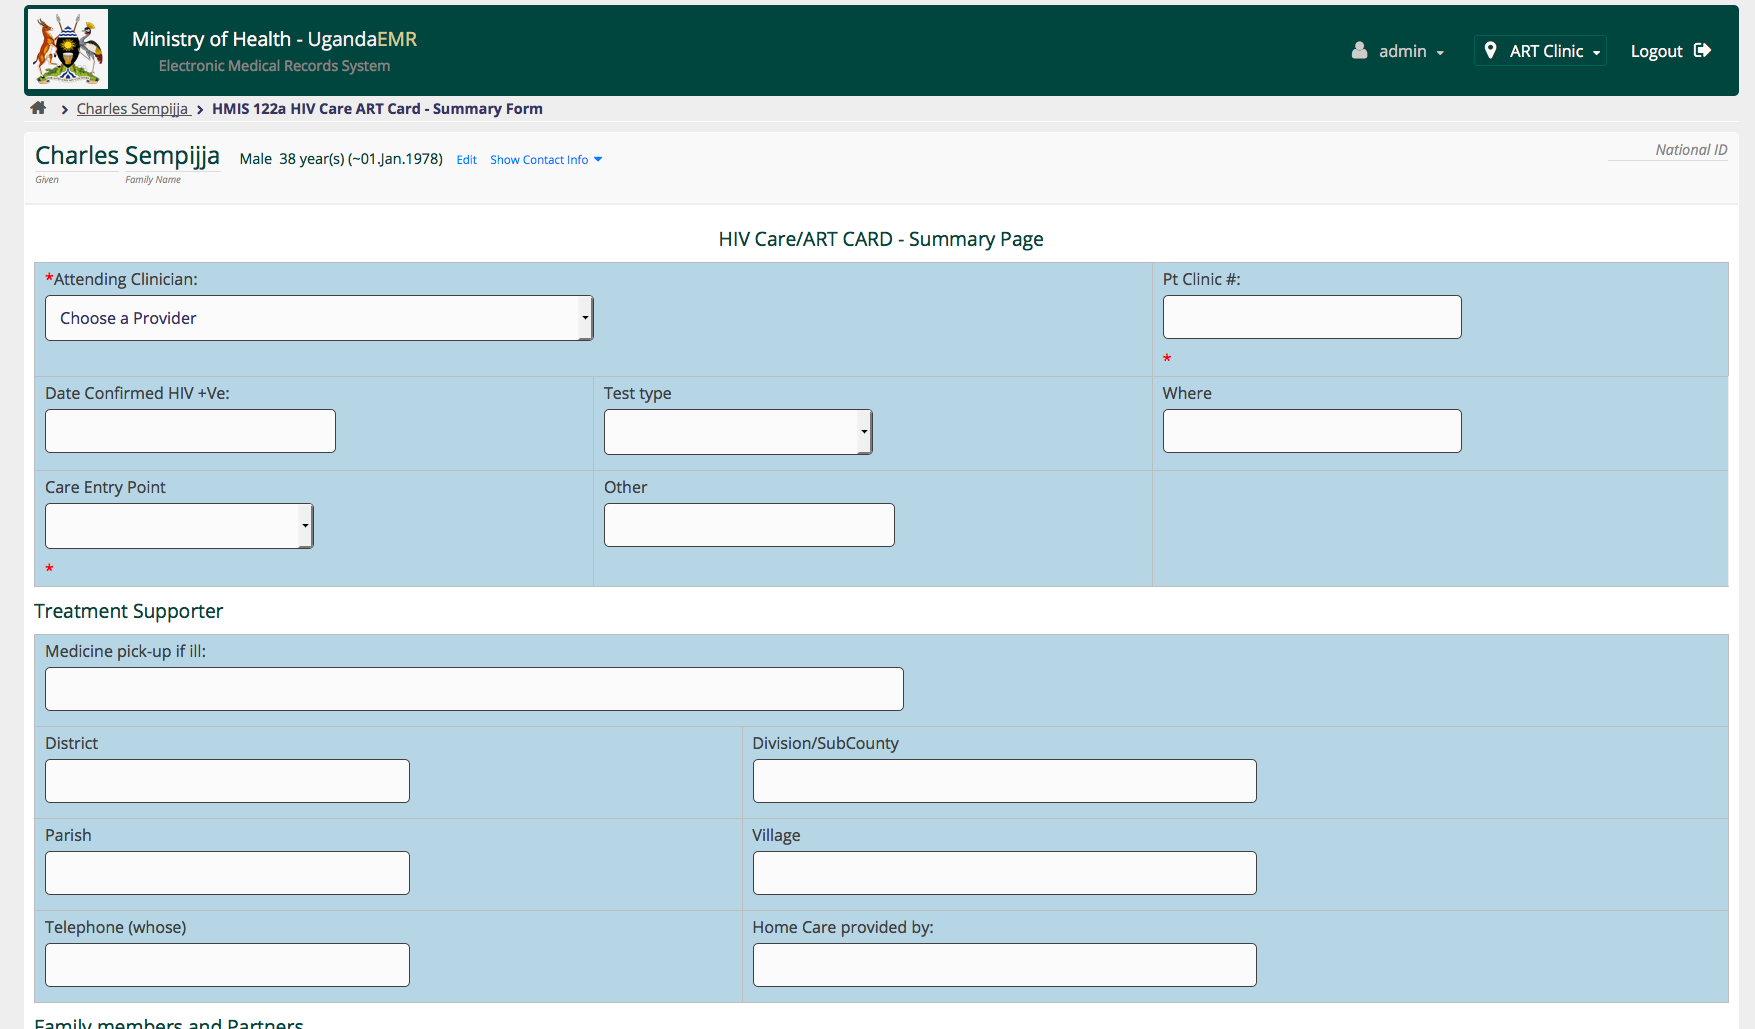 Ministry of Health - UgandaEMR
Electronic Medical Records System
admin
ART Clinic
Logout
Charles Sempijja > HMIS 122a HIV Care ART Card - Summary Form
Charles Sempijja Male 38 year(s) (~01.Jan.1978) Edit Show Contact Info
National ID
Given Family Name
HIV Care/ART CARD - Summary Page
*Attending Clinician:
Pt Clinic #:
Choose a Provider
*
Date Confirmed HIV +Ve:
Test type
Where
Care Entry Point
Other
*
Treatment Supporter
Medicine pick-up if ill:
District
Division/SubCounty
Parish
Village
Telephone (whose)
Home Care provided by:
Family members and Partners